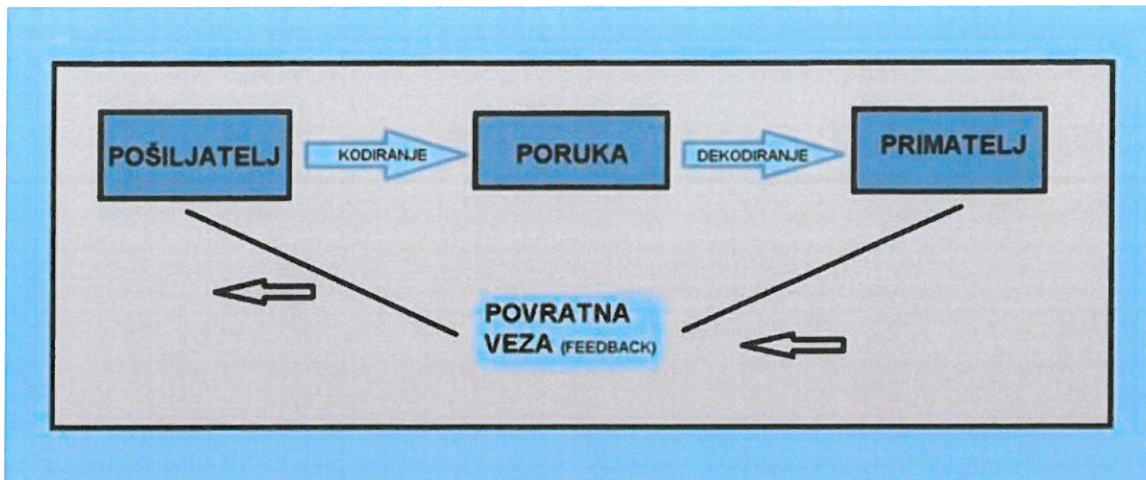 POŠILJATELJ
KODIRANJE
PORUKA
DEKODIRANJE
PRIMATELJ
POVRATNA
VEZA (FEEDBACK)